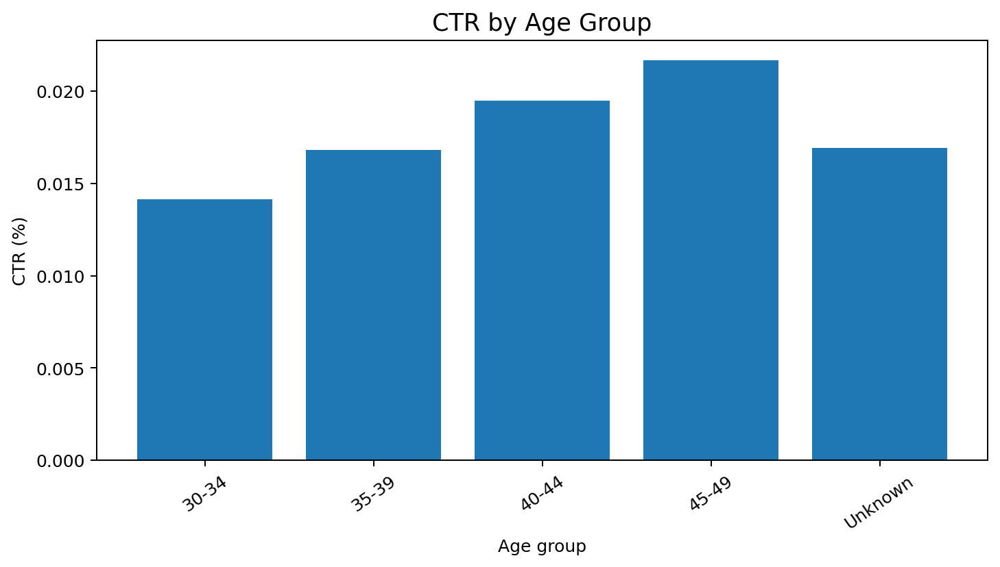 CTR by Age Group
CTR (%)
0.020
0.015
0.010
0.005
0.000
30-34
35-39
40-44
45-49
Unknown
Age group